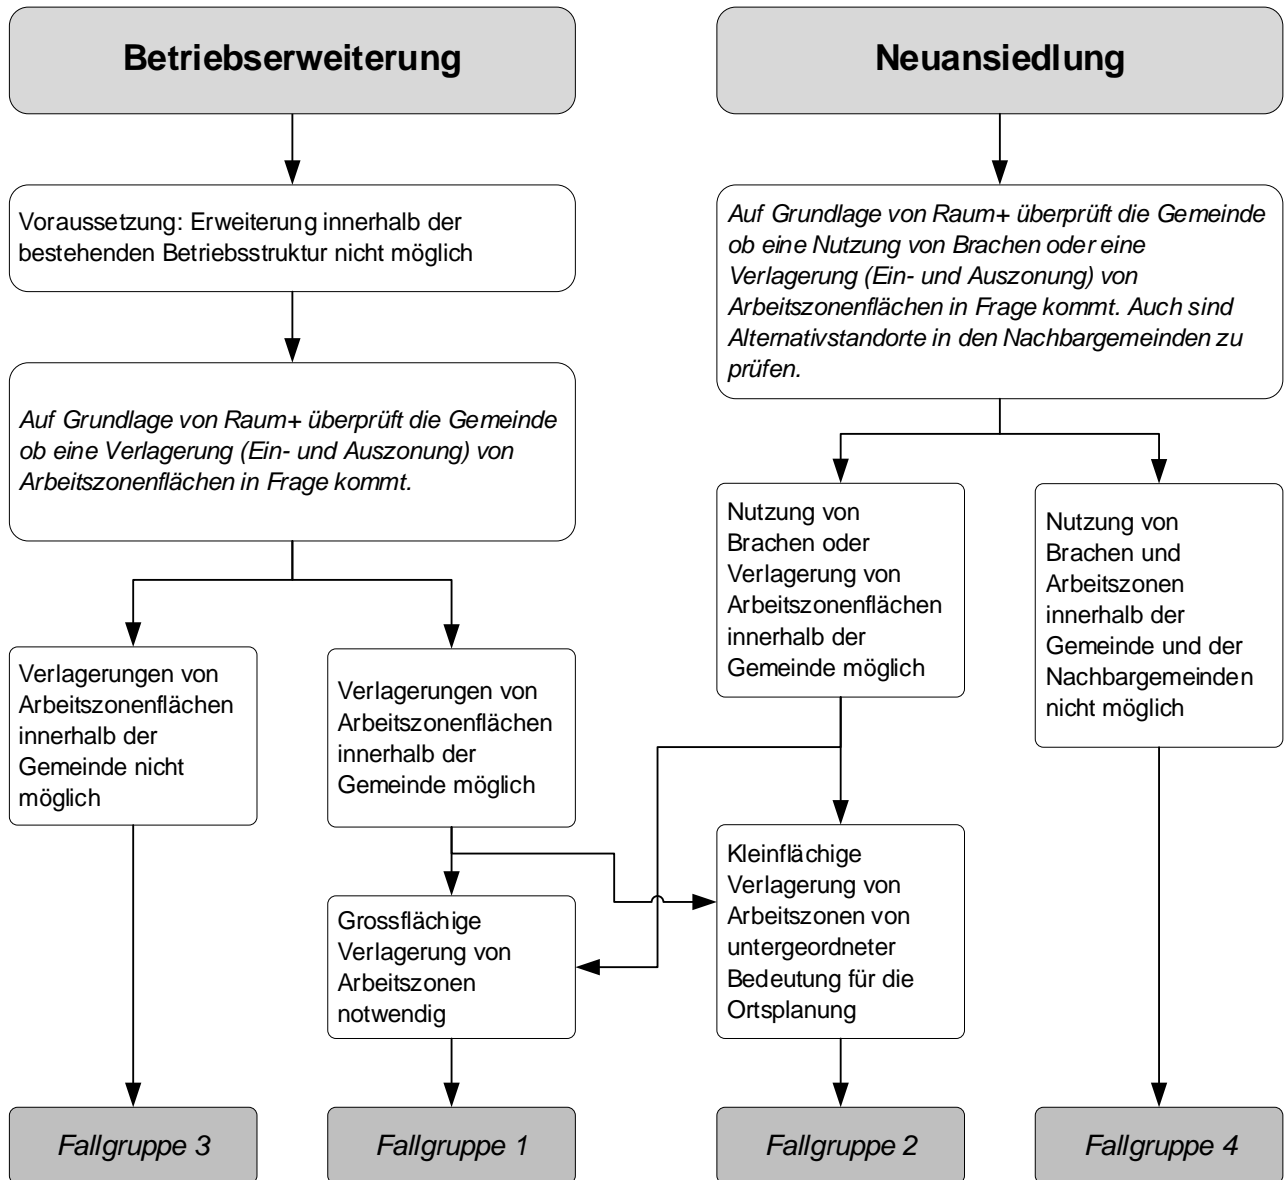 Betriebserweiterung
Neuansiedlung
Voraussetzung: Erweiterung innerhalb der
bestehenden Betriebsstruktur nicht möglich
Auf Grundlage von Raum+ überprüft die Gemeinde
ob eine Nutzung von Brachen oder eine
Verlagerung (Ein- und Auszonung) von
Arbeitszonenflächen in Frage kommt. Auch sind
Alternativstandorte in den Nachbargemeinden zu
prüfen.
Auf Grundlage von Raum+ überprüft die Gemeinde
ob eine Verlagerung (Ein- und Auszonung) von
Arbeitszonenflächen in Frage kommt.
Verlagerungen von
Arbeitszonenflächen
innerhalb der
Gemeinde nicht
möglich
Verlagerungen von
Arbeitszonenflächen
innerhalb der
Gemeinde möglich
Nutzung von
Brachen oder
Verlagerung von
Arbeitszonenflächen
innerhalb der
Gemeinde möglich
Nutzung von
Brachen und
Arbeitszonen
innerhalb der
Gemeinde und der
Nachbargemeinden
nicht möglich
Grossflächige
Verlagerung von
Arbeitszonen
notwendig
Kleinflächige
Verlagerung von
Arbeitszonen von
untergeordneter
Bedeutung für die
Ortsplanung
Fallgruppe 3
Fallgruppe 1
Fallgruppe 2
Fallgruppe 4